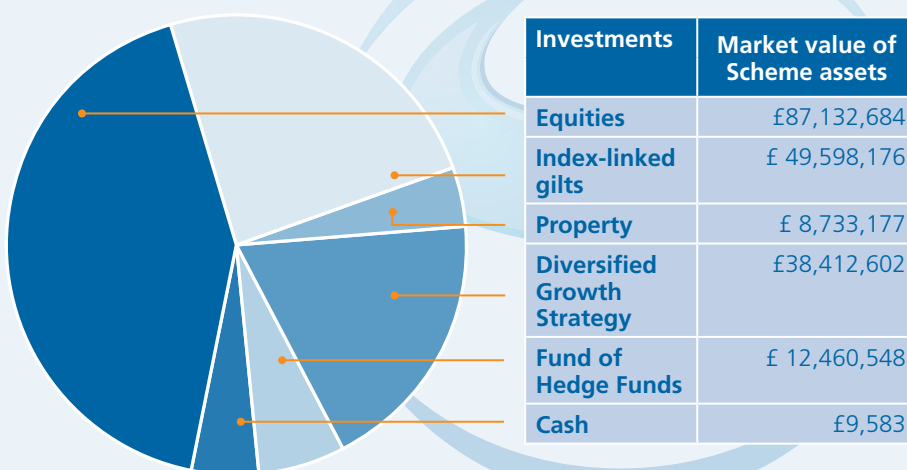 Investments
Market value of
Scheme assets
Equities
£87,132,684
Index-linked
gilts
£ 49,598,176
Property
£ 8,733,177
Diversified
Growth
Strategy
£38,412,602
Fund of
Hedge Funds
£ 12,460,548
Cash
£9,583